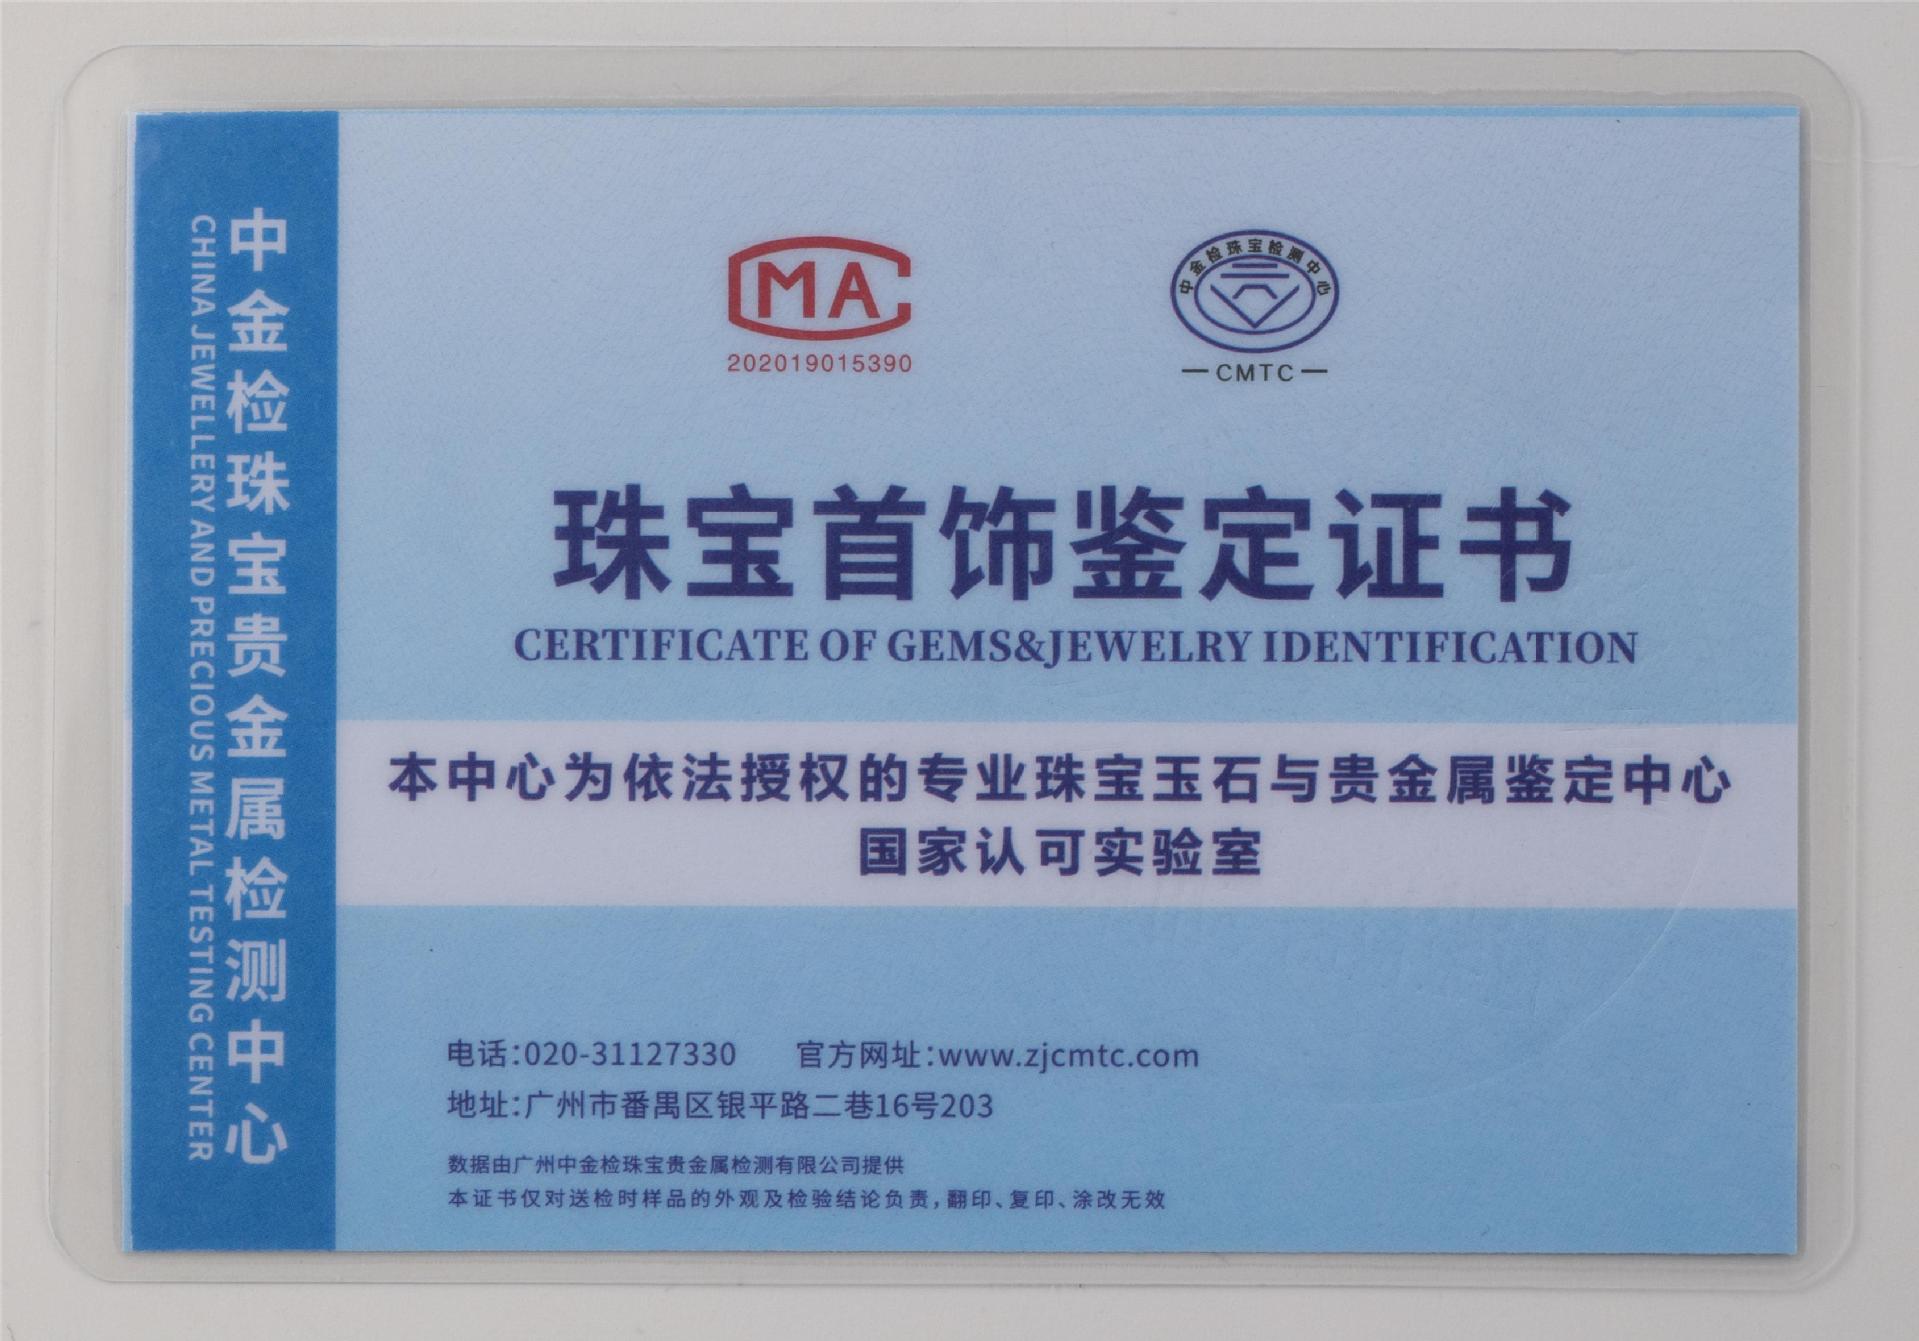 中金检珠宝贵金属检测中心
CHINA JEWELLERY AND PRECIOUS METAL TESTING CENTER
CMA
202019015390
中金检珠宝检测中心
CMTC
珠宝首饰鉴定证书
CERTIFICATE OF GEMS&JEWELRY IDENTIFICATION
本中心为依法授权的专业珠宝玉石与贵金属鉴定中心
国家认可实验室
电话:020-31127330 官方网址:www.zjcmtc.com
地址:广州市番禺区银平路二巷16号203
数据由广州中金检珠宝贵金属检测有限公司提供
本证书仅对送检时样品的外观及检验结论负责,翻印、复印、涂改无效